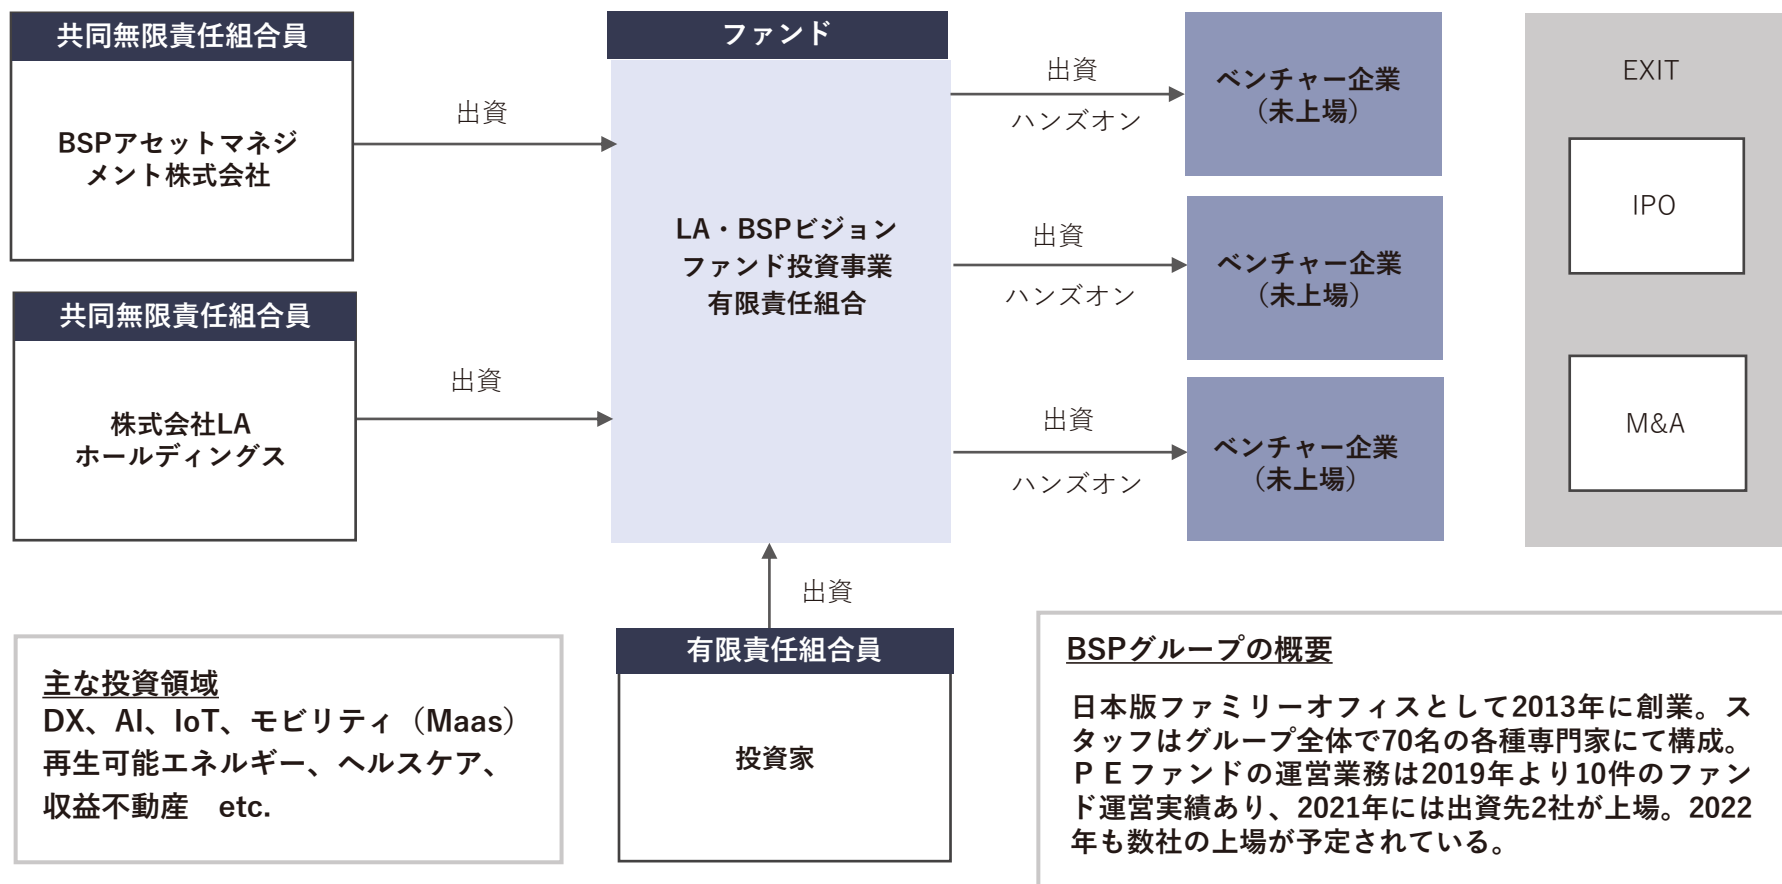 共同無限責任組合員
BSPアセットマネジ
メント株式会社
出資
共同無限責任組合員
株式会社LA
ホールディングス
出資
ファンド
LA・BSPビジョン
ファンド投資事業
有限責任組合
出資
ハンズオン
ベンチャー企業
（未上場）
出資
ハンズオン
ベンチャー企業
（未上場）
出資
ハンズオン
ベンチャー企業
（未上場）
EXIT
IPO
M&A
出資
有限責任組合員
投資家
主な投資領域
DX、AI、IoT、モビリティ（Maas）
再生可能エネルギー、ヘルスケア、
収益不動産　etc.
BSPグループの概要
日本版ファミリーオフィスとして2013年に創業。ス
タッフはグループ全体で70名の各種専門家にて構成。
ＰＥファンドの運営業務は2019年より10件のファン
ド運営実績あり、2021年には出資先2社が上場。2022
年も数社の上場が予定されている。